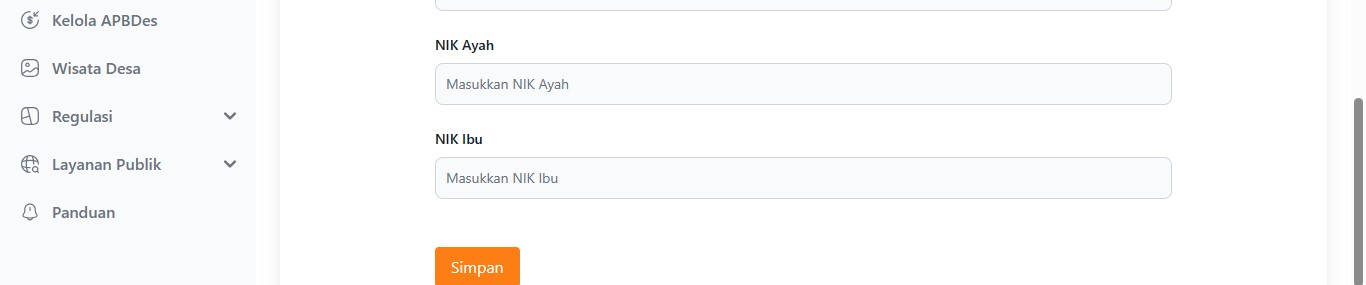 Kelola APBDes
Wisata Desa
Regulasi
Layanan Publik
Panduan
NIK Ayah
Masukkan NIK Ayah
NIK Ibu
Masukkan NIK Ibu
Simpan